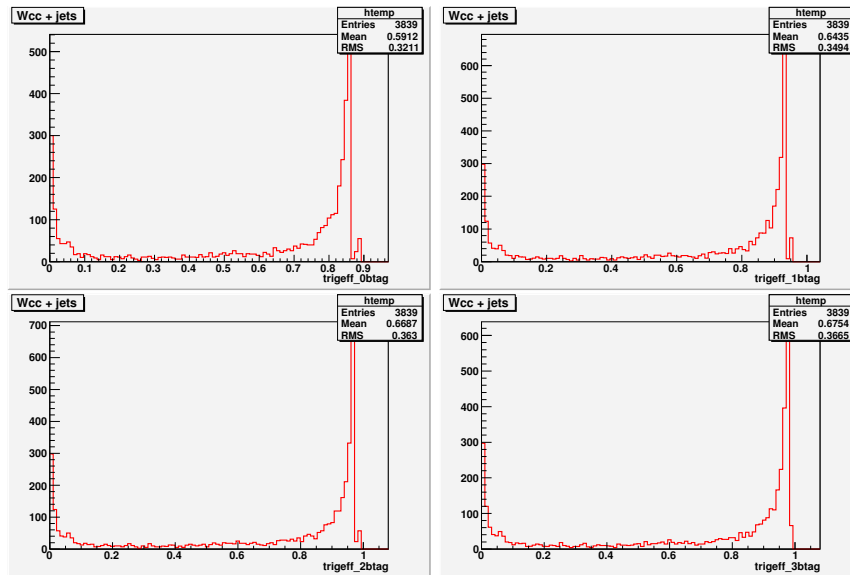 Wcc + jets
htemp
Entries 3839
Mean 0.5912
RMS 0.3211
500
400
300
200
100
0
0 0.1 0.2 0.3 0.4 0.5 0.6 0.7 0.8 0.9
trigeff_0btag
Wcc + jets
htemp
Entries 3839
Mean 0.6435
RMS 0.3494
600
500
400
300
200
100
0
0 0.2 0.4 0.6 0.8 1
trigeff_1btag
Wcc + jets
htemp
Entries 3839
Mean 0.6687
RMS 0.363
700
600
500
400
300
200
100
0
0 0.2 0.4 0.6 0.8 1
trigeff_2btag
Wcc + jets
htemp
Entries 3839
Mean 0.6754
RMS 0.3665
600
500
400
300
200
100
0
0 0.2 0.4 0.6 0.8 1
trigeff_3btag